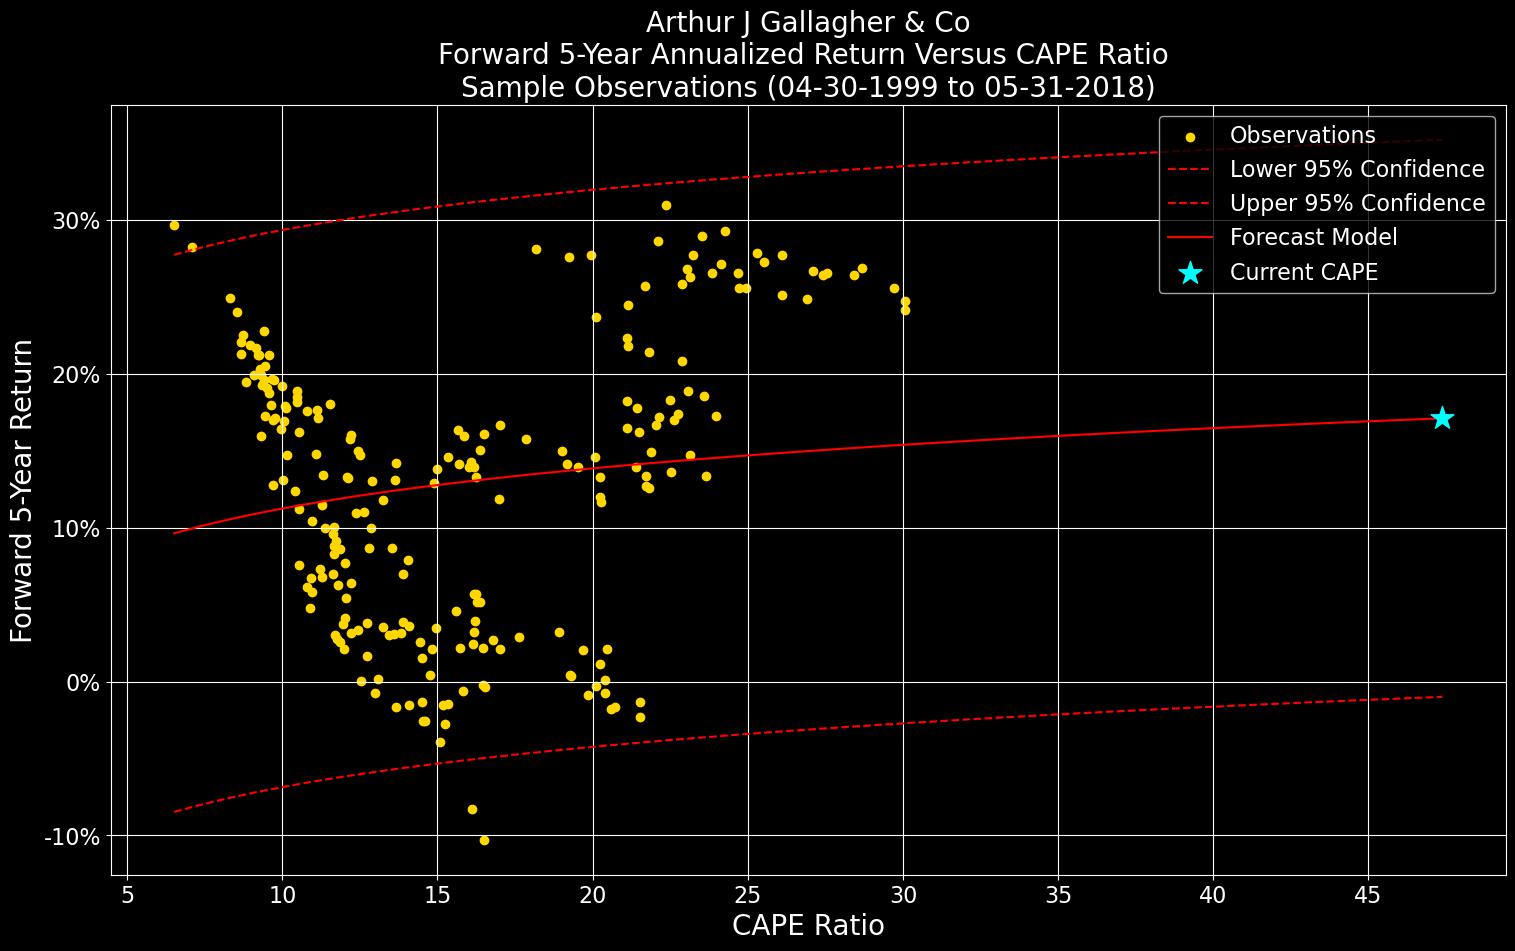 Arthur J Gallagher & Co
Forward 5-Year Annualized Return Versus CAPE Ratio
Sample Observations (04-30-1999 to 05-31-2018)
Observations
Lower 95% Confidence
Upper 95% Confidence
Forecast Model
Current CAPE
Forward 5-Year Return
30%
20%
10%
0%
-10%
5 10 15 20 25 30 35 40 45
CAPE Ratio